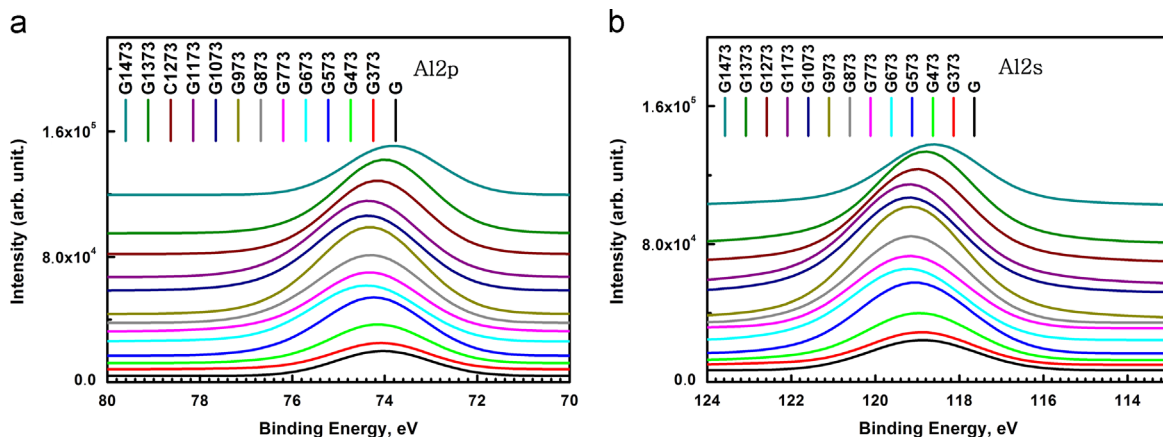 a
G1473
G1373
C1273
G1173
G1073
G973
G873
G773
G673
G573
G473
G373
G
Al2p
1.6x10⁵
8.0x10⁴
0.0
Intensity (arb. unit.)
80 78 76 74 72 70
Binding Energy, eV
b
G1473
G1373
G1273
G1173
G1073
G973
G873
G773
G673
G573
G473
G373
G
Al2s
1.6x10⁵
8.0x10⁴
0.0
Intensity (arb. unit.)
124 122 120 118 116 114
Binding Energy, eV